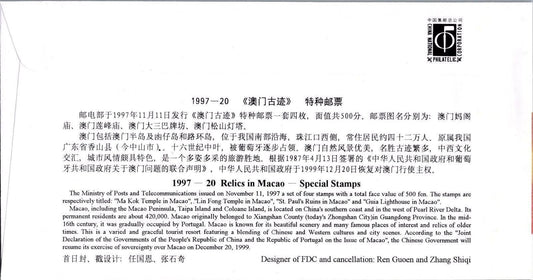 中国集邮总公司
CHINA NATIONAL
PHILATELIC
CORPORATION
1997—20 《澳门古迹》 特种邮票
邮电部于1997年11月11日发行《澳门古迹》特种邮票一套四枚，面值共500分，邮票图名分别为：澳门妈阁
庙、澳门莲峰庙、澳门大三巴牌坊、澳门松山灯塔。
澳门包括澳门半岛及氹仔岛和路环岛，位于我国南部沿海，珠江口西侧，常住居民约四十二万人，原属我国
广东省香山县（今中山市），十六世纪中叶，被葡萄牙逐步占领。澳门自然风景优美，名胜古迹繁多，中西文化
交汇，城市风情颇具特色，是一个多姿多采的旅游胜地。根据1987年4月13日签署的《中华人民共和国政府和葡萄
牙共和国政府关于澳门问题的联合声明》，中华人民共和国政府将于1999年12月20日恢复对澳门行使主权。
1997 — 20 Relics in Macao — Special Stamps
The Ministry of Posts and Telecommunications issued on November 11, 1997 a set of four stamps with a total face value of 500 fen. The stamps are
respectively titled: "Ma Kok Temple in Macao", "Lin Fong Temple in Macao", "St. Paul's Ruins in Macao" and "Guia Lighthouse in Macao".
Macao, including the Macao Peninsula, Taipa Island and Coloane Island, is located on China's southern coast and in the west of Pearl River Delta. Its
permanent residents are about 420,000. Macao originally belonged to Xiangshan County (today's Zhongshan City)in Guangdong Province. In the mid-
16th century, it was gradually occupied by Portugal. Macao is known for its beautiful scenery and many famous places of interest and relics of older
times. This is a varied and graceful tourist resort featuring a blending of Chinese and Western cultures and city scenes. According to the "Joint
Declaration of the Governments of the People's Republic of China and the Republic of Portugal on the Issue of Macao", the Chinese Government will
resume its exercise of sovereignty over Macao on December 20, 1999.
首日封、戳设计：任国恩、张石奇 Designer of FDC and cancellation: Ren Guoen and Zhang Shiqi